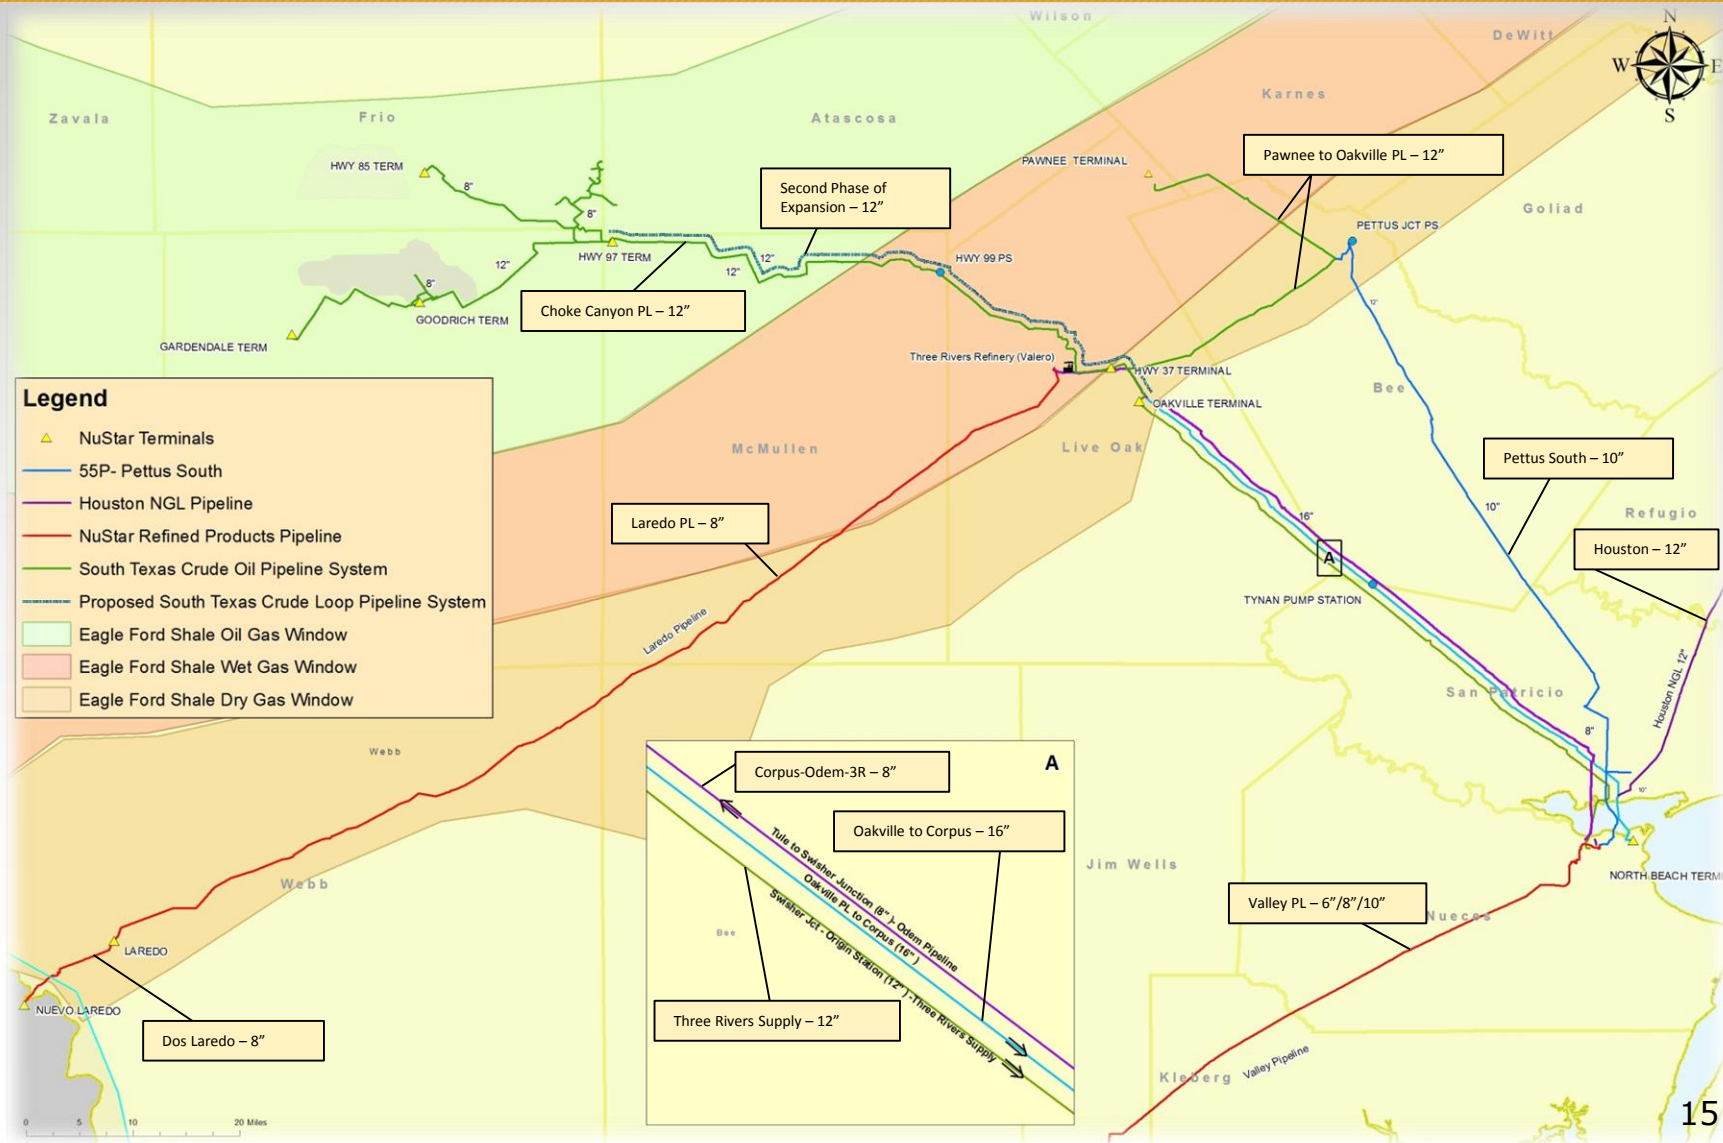 Wilson
DeWitt
N
W
E
S
Zavala
Frio
Atascosa
Karnes
HWY 85 TERM
8"
PAWNEE TERMINAL
Pawnee to Oakville PL – 12”
Second Phase of
Expansion – 12”
Goliad
8"
PETTUS JCT PS
HWY 97 TERM
12"
12"
12"
HWY 99 PS
8"
GOODRICH TERM
Choke Canyon PL – 12”
12"
GARDENDALE TERM
Three Rivers Refinery (Valero)
HWY 37 TERMINAL
Bee
OAKVILLE TERMINAL
Legend
NuStar Terminals
55P- Pettus South
Houston NGL Pipeline
NuStar Refined Products Pipeline
South Texas Crude Oil Pipeline System
Proposed South Texas Crude Loop Pipeline System
Eagle Ford Shale Oil Gas Window
Eagle Ford Shale Wet Gas Window
Eagle Ford Shale Dry Gas Window
McMullen
Live Oak
Pettus South – 10”
10"
Laredo PL – 8”
16"
Refugio
Houston – 12”
A
TYNAN PUMP STATION
Laredo Pipeline
San Patricio
Houston NGL 12"
8"
10"
Webb
Webb
A
Corpus-Odem-3R – 8”
Oakville to Corpus – 16”
Tule to Swisher Junction (8" )- Odem Pipeline
Oakville PL to Corpus (16" )
Swisher Jct - Origin Station (12" ) -Three Rivers Supply
Bee
Three Rivers Supply – 12”
Jim Wells
NORTH BEACH TERMI
Valley PL – 6”/8”/10”
Nueces
LAREDO
NUEVO LAREDO
Dos Laredo – 8”
Kleberg
Valley Pipeline
0 5 10 20 Miles
15